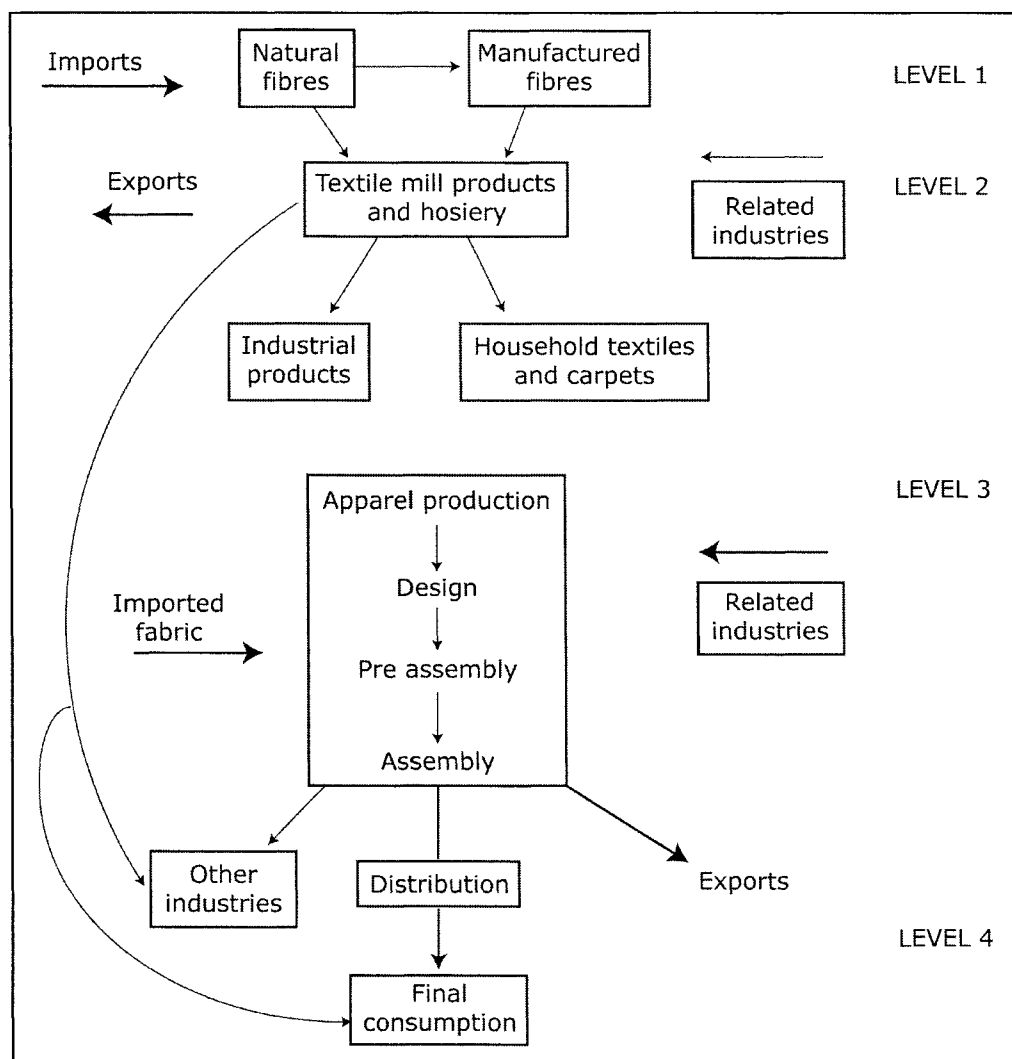 Imports
Natural
fibres
Manufactured
fibres
LEVEL 1
Exports
Textile mill products
and hosiery
LEVEL 2
Related
industries
Industrial
products
Household textiles
and carpets
LEVEL 3
Apparel production
Design
Imported
fabric
Related
industries
Pre assembly
Assembly
Other
industries
Distribution
Exports
LEVEL 4
Final
consumption